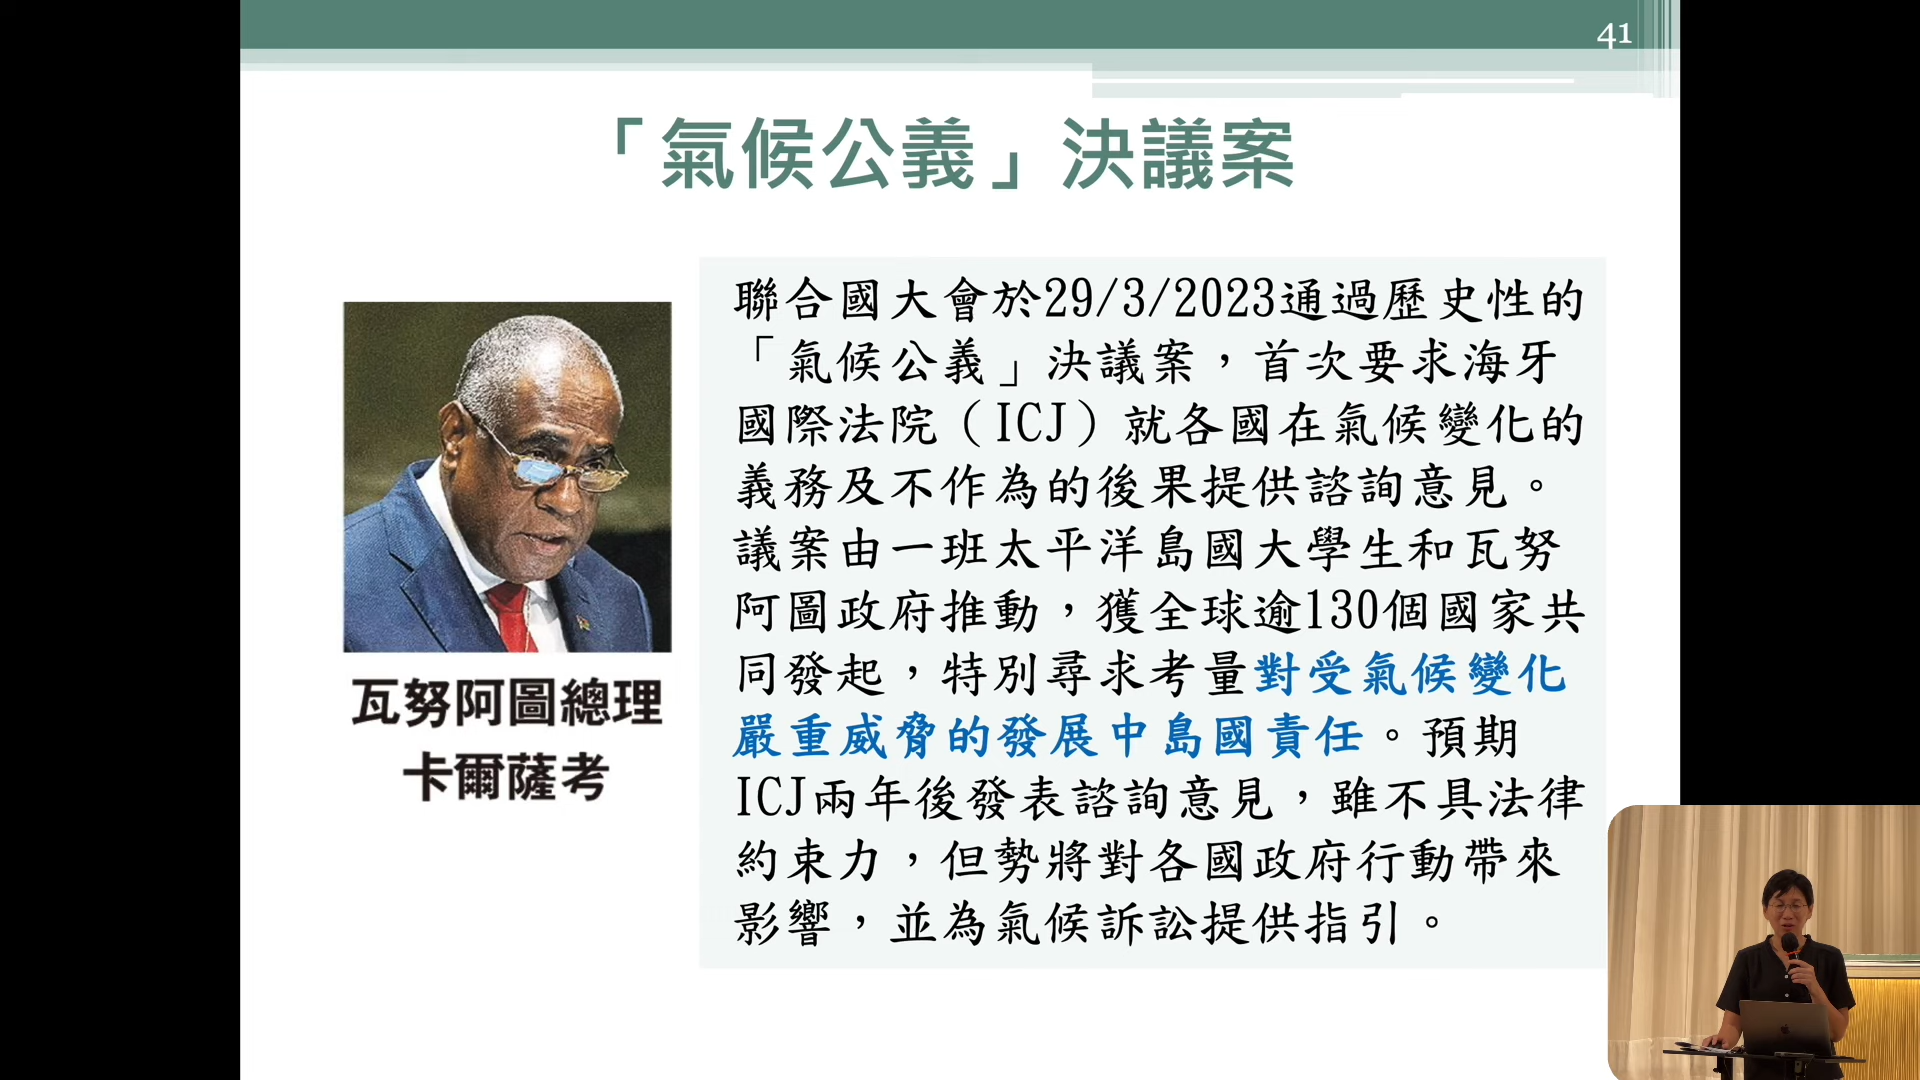 41
「氣候公義」決議案
瓦努阿圖總理
卡爾薩考
聯合國大會於29/3/2023通過歷史性的
「氣候公義」決議案，首次要求海牙
國際法院（ICJ）就各國在氣候變化的
義務及不作為的後果提供諮詢意見。
議案由一班太平洋島國大學生和瓦努
阿圖政府推動，獲全球逾130個國家共
同發起，特別尋求考量對受氣候變化
嚴重威脅的發展中島國責任。預期
ICJ兩年後發表諮詢意見，雖不具法律
約束力，但勢將對各國政府行動帶來
影響，並為氣候訴訟提供指引。